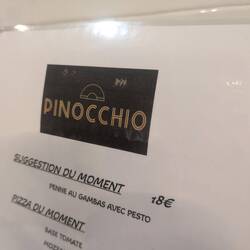 PINOCCHIO
SUGGESTION DU MOMENT
PENNE AU GAMBAS AVEC PESTO 18€
PIZZA DU MOMENT
BASE TOMATE